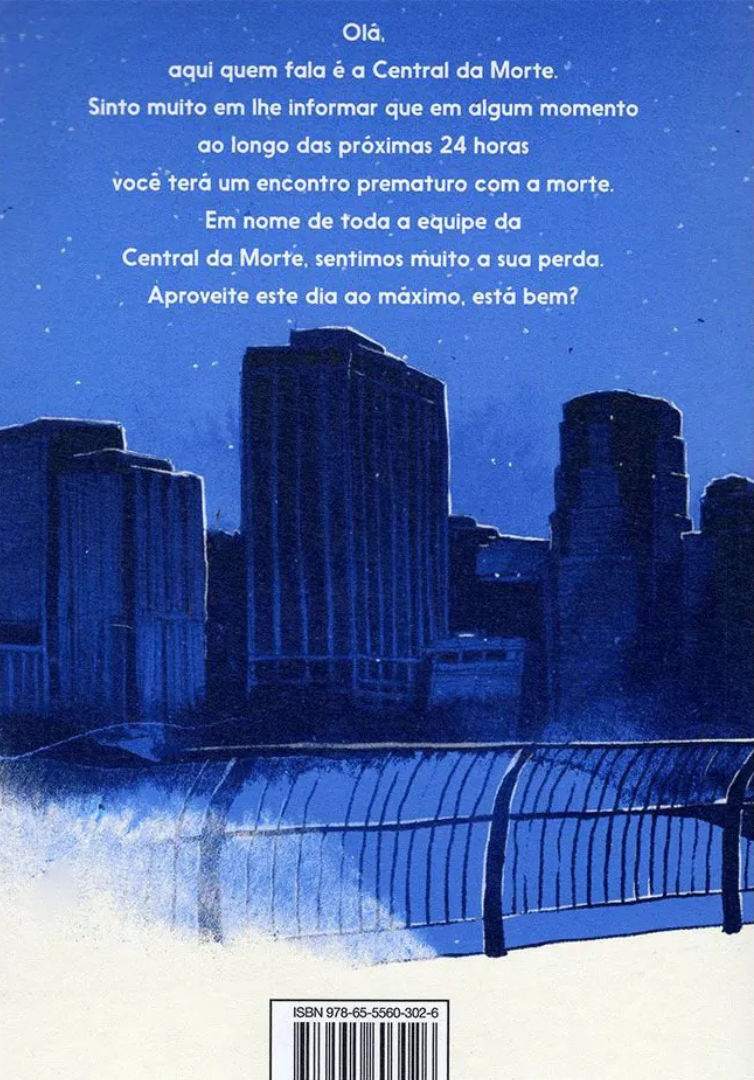 Olá,
aqui quem fala é a Central da Morte.
Sinto muito em lhe informar que em algum momento
ao longo das próximas 24 horas
você terá um encontro prematuro com a morte.
Em nome de toda a equipe da
Central da Morte, sentimos muito a sua perda.
Aproveite este dia ao máximo, está bem?
ISBN 978-65-5560-302-6